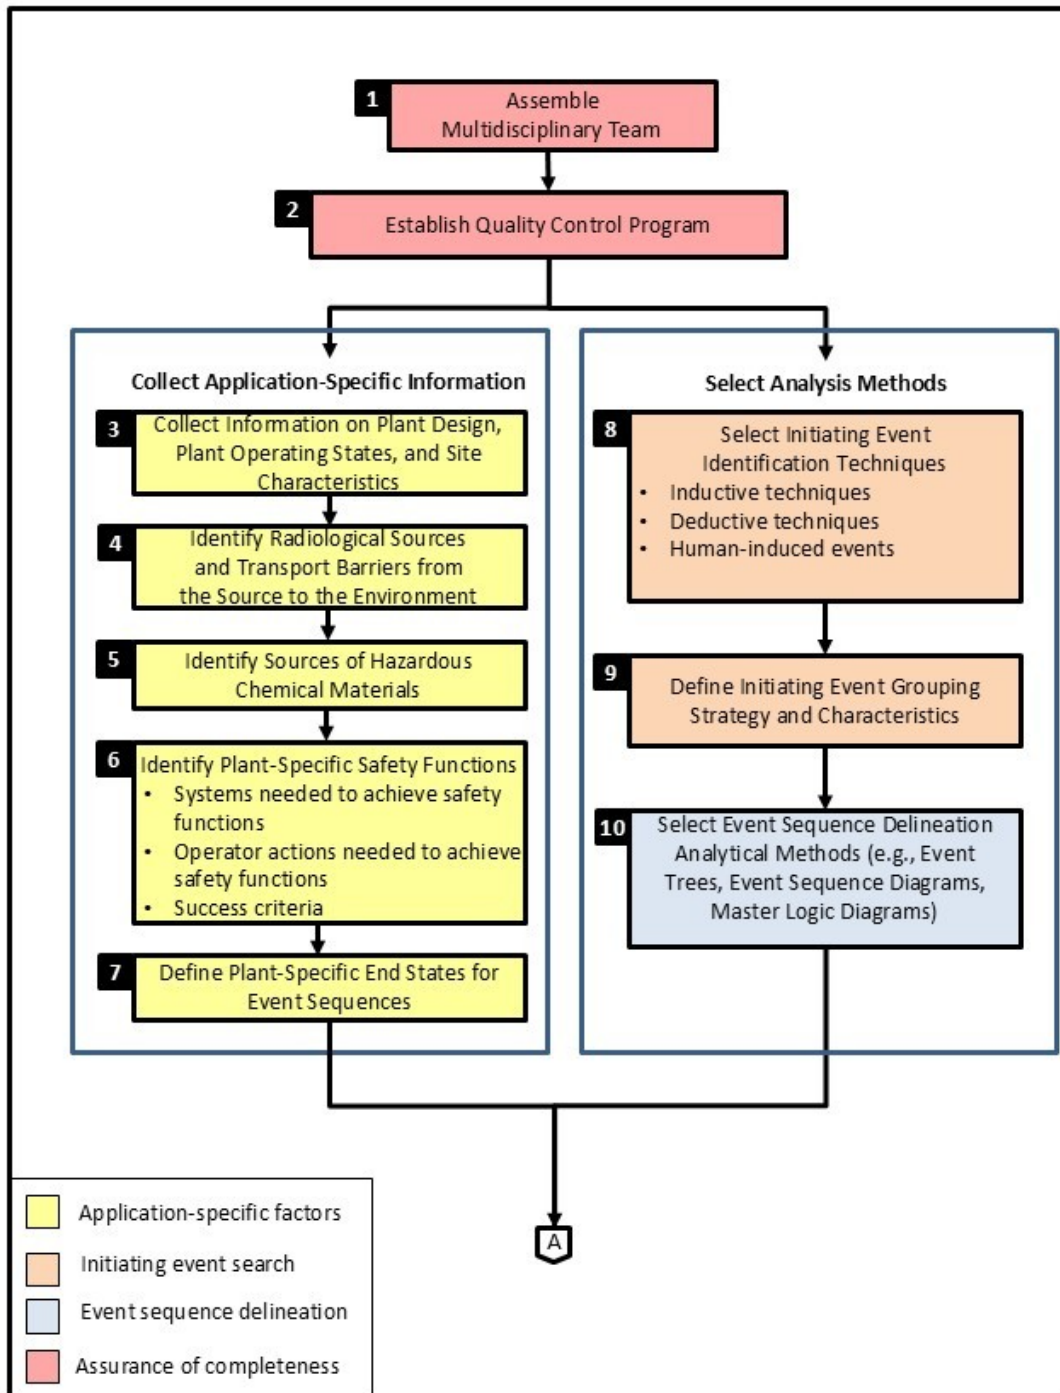 1
Assemble
Multidisciplinary Team
2
Establish Quality Control Program
Collect Application-Specific Information
3
Collect Information on Plant Design,
Plant Operating States, and Site
Characteristics
4
Identify Radiological Sources
and Transport Barriers from
the Source to the Environment
5
Identify Sources of Hazardous
Chemical Materials
6
Identify Plant-Specific Safety Functions
• Systems needed to achieve safety
functions
• Operator actions needed to achieve
safety functions
• Success criteria
7
Define Plant-Specific End States for
Event Sequences
Select Analysis Methods
8
Select Initiating Event
Identification Techniques
• Inductive techniques
• Deductive techniques
• Human-induced events
9
Define Initiating Event Grouping
Strategy and Characteristics
10
Select Event Sequence Delineation
Analytical Methods (e.g., Event
Trees, Event Sequence Diagrams,
Master Logic Diagrams)
A
Application-specific factors
Initiating event search
Event sequence delineation
Assurance of completeness